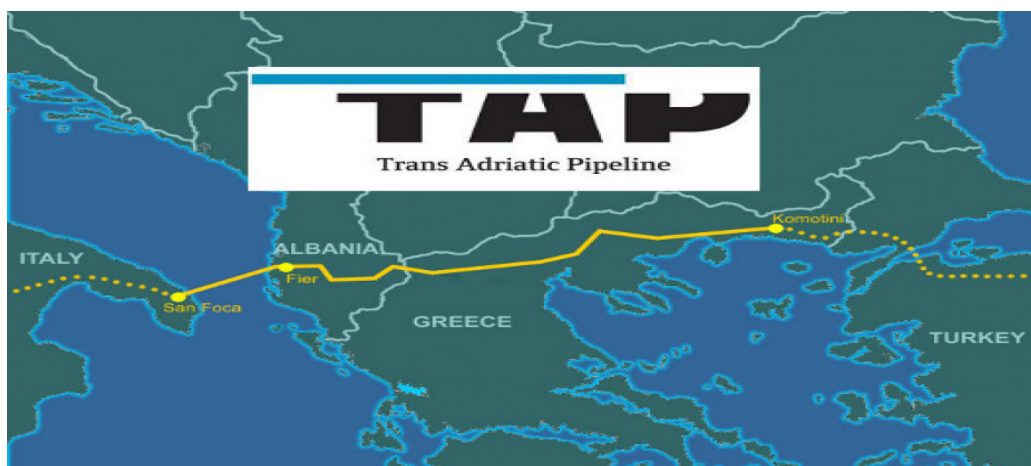 TAP
Trans Adriatic Pipeline
Komotini
ITALY
ALBANIA
Fier
San Foca
GREECE
TURKEY